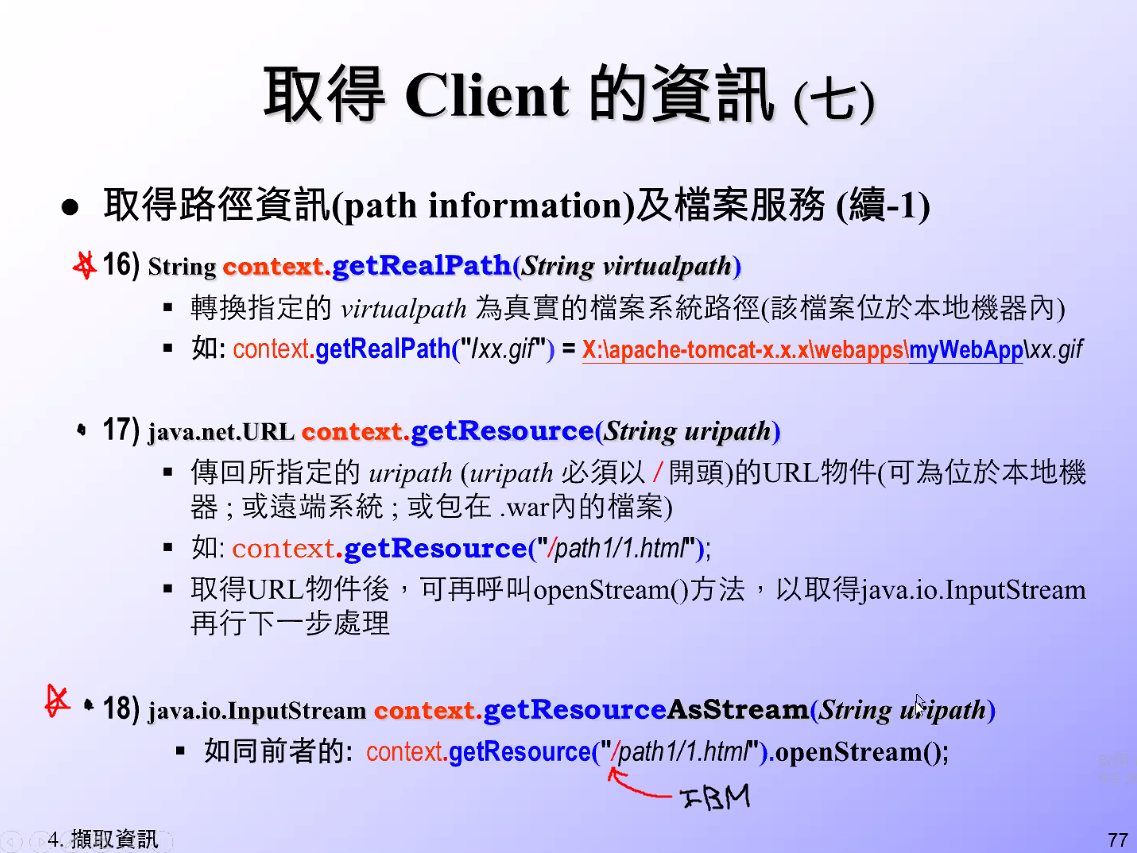 取得 Client 的資訊 (七)
● 取得路徑資訊(path information)及檔案服務 (續-1)
16) String context.getRealPath(String virtualpath)
▪ 轉換指定的 virtualpath 為真實的檔案系統路徑(該檔案位於本地機器內)
▪ 如: context.getRealPath("/xx.gif") = X:\apache-tomcat-x.x.x\webapps\myWebApp\xx.gif
17) java.net.URL context.getResource(String uripath)
▪ 傳回所指定的 uripath (uripath 必須以 / 開頭)的URL物件(可為位於本地機
器 ; 或遠端系統 ; 或包在 .war內的檔案)
▪ 如: context.getResource("/path1/1.html");
▪ 取得URL物件後，可再呼叫openStream()方法，以取得java.io.InputStream
再行下一步處理
18) java.io.InputStream context.getResourceAsStream(String uripath)
▪ 如同前者的: context.getResource("/path1/1.html").openStream();
IBM
4. 擷取資訊
77